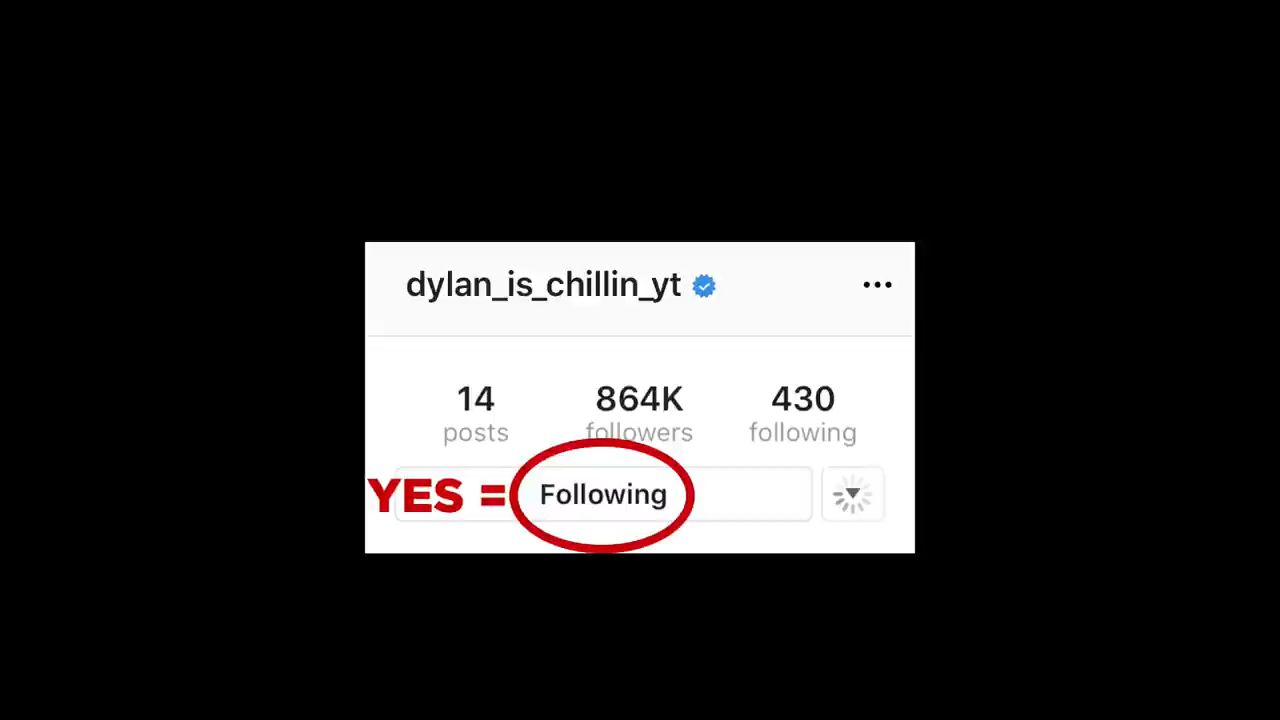 dylan_is_chillin_yt
14 864K 430
posts followers following
YES = Following